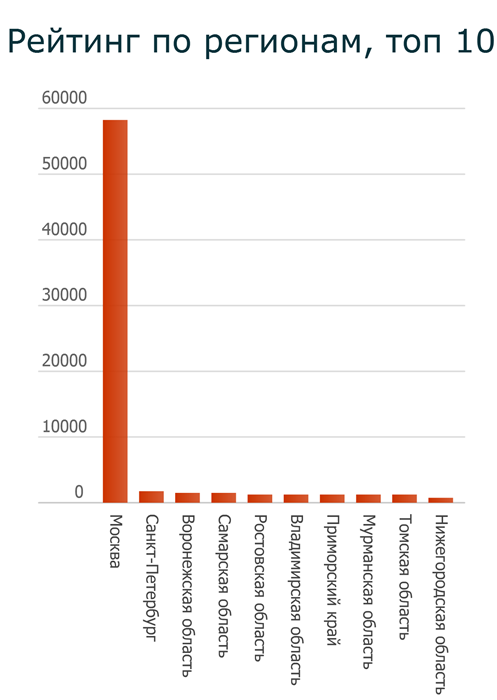 Рейтинг по регионам, топ 10
60000
50000
40000
30000
20000
10000
0
Москва
Санкт-Петербург
Воронежская область
Самарская область
Ростовская область
Владимирская область
Приморский край
Мурманская область
Томская область
Нижегородская область